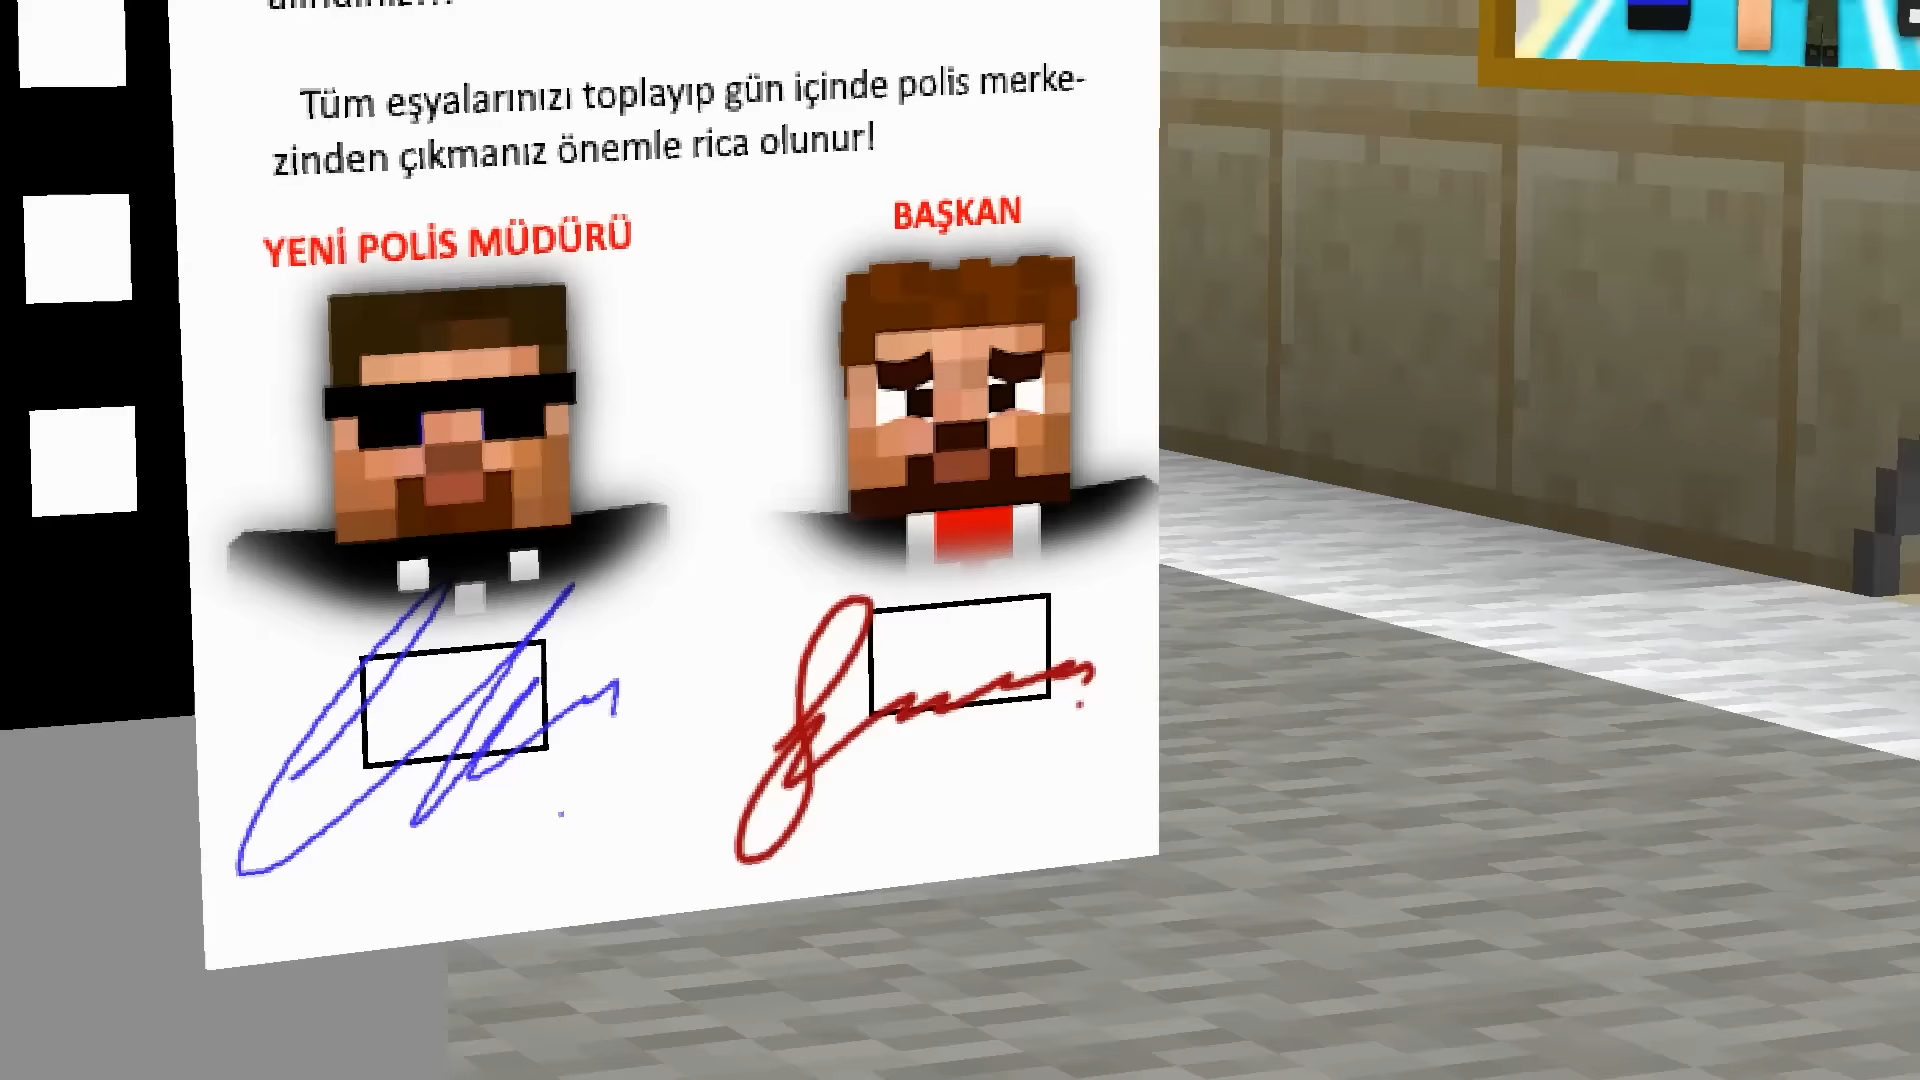 Tüm eşyalarınızı toplayıp gün içinde polis merke-
zinden çıkmanız önemle rica olunur!
YENİ POLİS MÜDÜRÜ
BAŞKAN